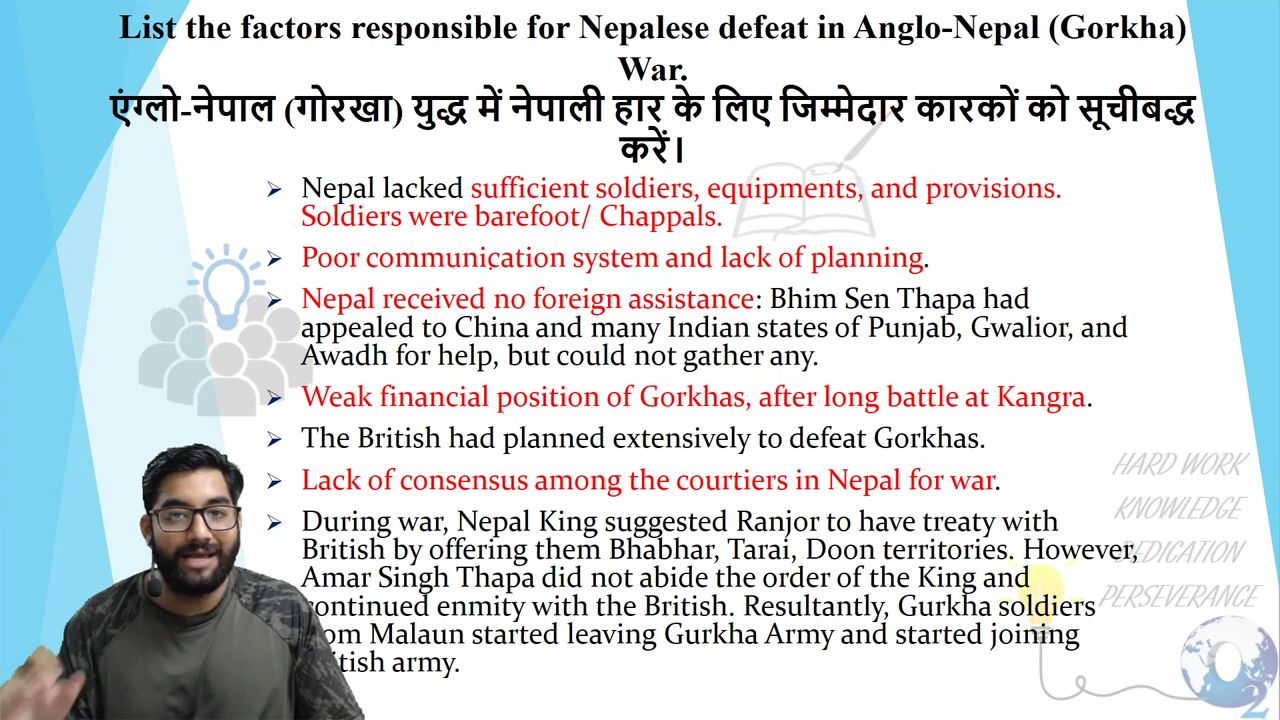 List the factors responsible for Nepalese defeat in Anglo-Nepal (Gorkha)
War.
एंग्लो-नेपाल (गोरखा) युद्ध में नेपाली हार के लिए जिम्मेदार कारकों को सूचीबद्ध
करें।
Nepal lacked sufficient soldiers, equipments, and provisions.
Soldiers were barefoot/ Chappals.
Poor communication system and lack of planning.
Nepal received no foreign assistance: Bhim Sen Thapa had
appealed to China and many Indian states of Punjab, Gwalior, and
Awadh for help, but could not gather any.
Weak financial position of Gorkhas, after long battle at Kangra.
The British had planned extensively to defeat Gorkhas.
Lack of consensus among the courtiers in Nepal for war.
During war, Nepal King suggested Ranjor to have treaty with
British by offering them Bhabhar, Tarai, Doon territories. However,
Amar Singh Thapa did not abide the order of the King and
continued enmity with the British. Resultantly, Gurkha soldiers
Malaun started leaving Gurkha Army and started joining
army.
HARD WORK
KNOWLEDGE
DEDICATION
PERSEVERANCE
O2